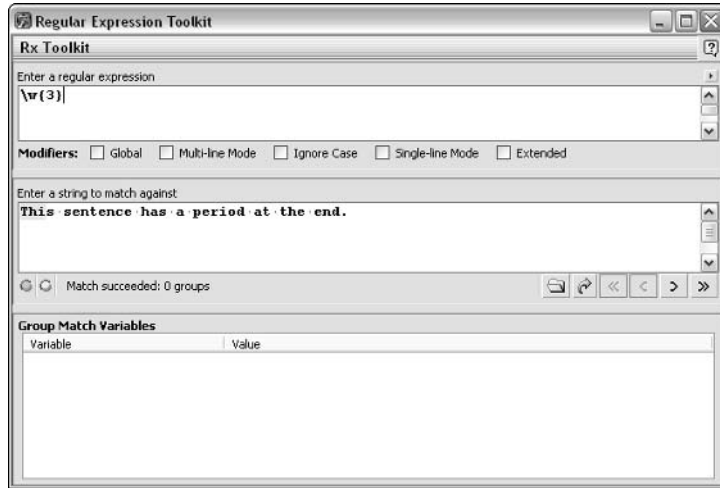 Regular Expression Toolkit
Rx Toolkit
Enter a regular expression
\w{3}
Modifiers: Global Multi-line Mode Ignore Case Single-line Mode Extended
Enter a string to match against
This·sentence·has·a·period·at·the·end.
Match succeeded: 0 groups
Group Match Variables
Variable Value